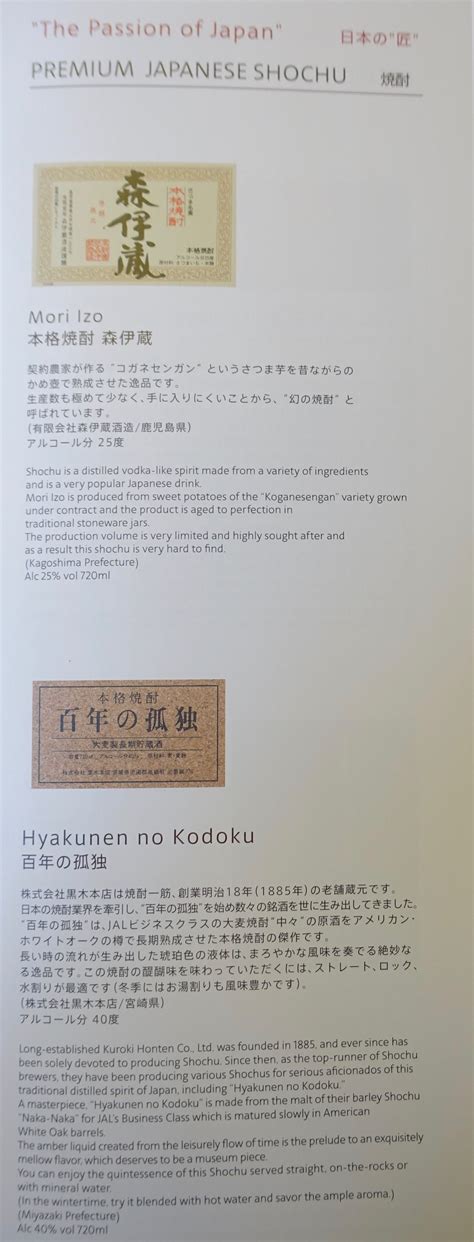 "The Passion of Japan" 日本の"匠"
PREMIUM JAPANESE SHOCHU 焼酎
森伊蔵
本格焼酎
本格焼酎
Mori Izo
本格焼酎 森伊蔵
契約農家が作る "コガネセンガン" というさつま芋を昔ながらの
かめ壺で熟成させた逸品です。
生産数も極めて少なく、手に入りにくいことから、"幻の焼酎" と
呼ばれています。
(有限会社森伊蔵酒造/鹿児島県)
アルコール分 25度
Shochu is a distilled vodka-like spirit made from a variety of ingredients
and is a very popular Japanese drink.
Mori Izo is produced from sweet potatoes of the "Koganesengan" variety grown
under contract and the product is aged to perfection in
traditional stoneware jars.
The production volume is very limited and highly sought after and
as a result this shochu is very hard to find.
(Kagoshima Prefecture)
Alc 25% vol 720ml
本格焼酎
百年の孤独
大麦製長期貯蔵酒
Hyakunen no Kodoku
百年の孤独
株式会社黒木本店は焼酎一筋、創業明治18年(1885年)の老舗蔵元です。
日本の焼酎業界を牽引し、"百年の孤独"を始め数々の銘酒を世に生み出してきました。
"百年の孤独"は、JALビジネスクラスの大麦焼酎"中々"の原酒をアメリカン・
ホワイトオークの樽で長期熟成させた本格焼酎の傑作です。
長い時の流れが生み出した琥珀色の液体は、まろやかな風味を奏でる絶妙な
る逸品です。この焼酎の醍醐味を味わっていただくには、ストレート、ロック、
水割りが最適です(冬季にはお湯割りも風味豊かです)。
(株式会社黒木本店/宮崎県)
アルコール分 40度
Long-established Kuroki Honten Co., Ltd. was founded in 1885, and ever since has
been solely devoted to producing Shochu. Since then, as the top-runner of Shochu
brewers, they have been producing various Shochus for serious aficionados of this
traditional distilled spirit of Japan, including "Hyakunen no Kodoku."
A masterpiece, "Hyakunen no Kodoku" is made from the malt of their barley Shochu
"Naka-Naka" for JAL's Business Class which is matured slowly in American
White Oak barrels.
The amber liquid created from the leisurely flow of time is the prelude to an exquisitely
mellow flavor, which deserves to be a museum piece.
You can enjoy the quintessence of this Shochu served straight, on-the-rocks or
with mineral water.
(In the wintertime, try it blended with hot water and savor the ample aroma.)
(Miyazaki Prefecture)
Alc 40% vol 720ml